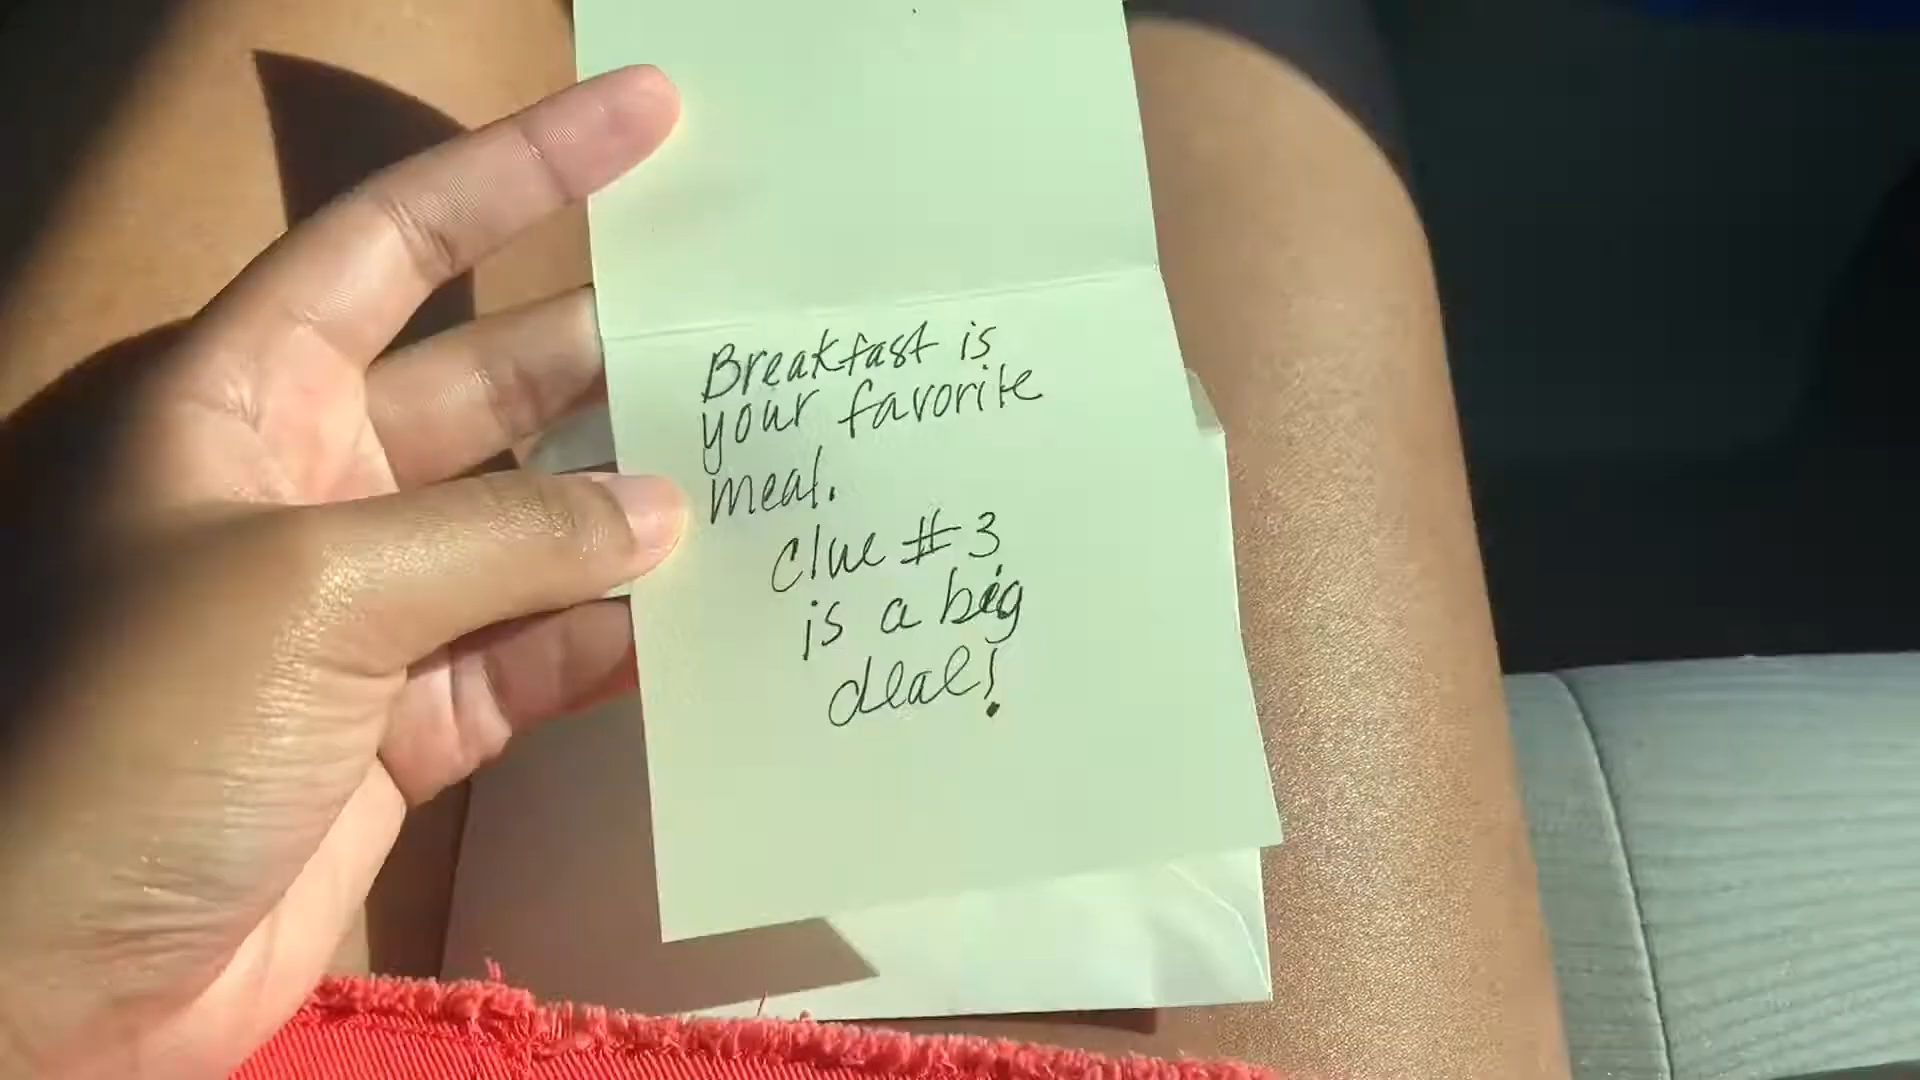 Breakfast is
your favorite
meal.
Clue #3
is a big
deal!